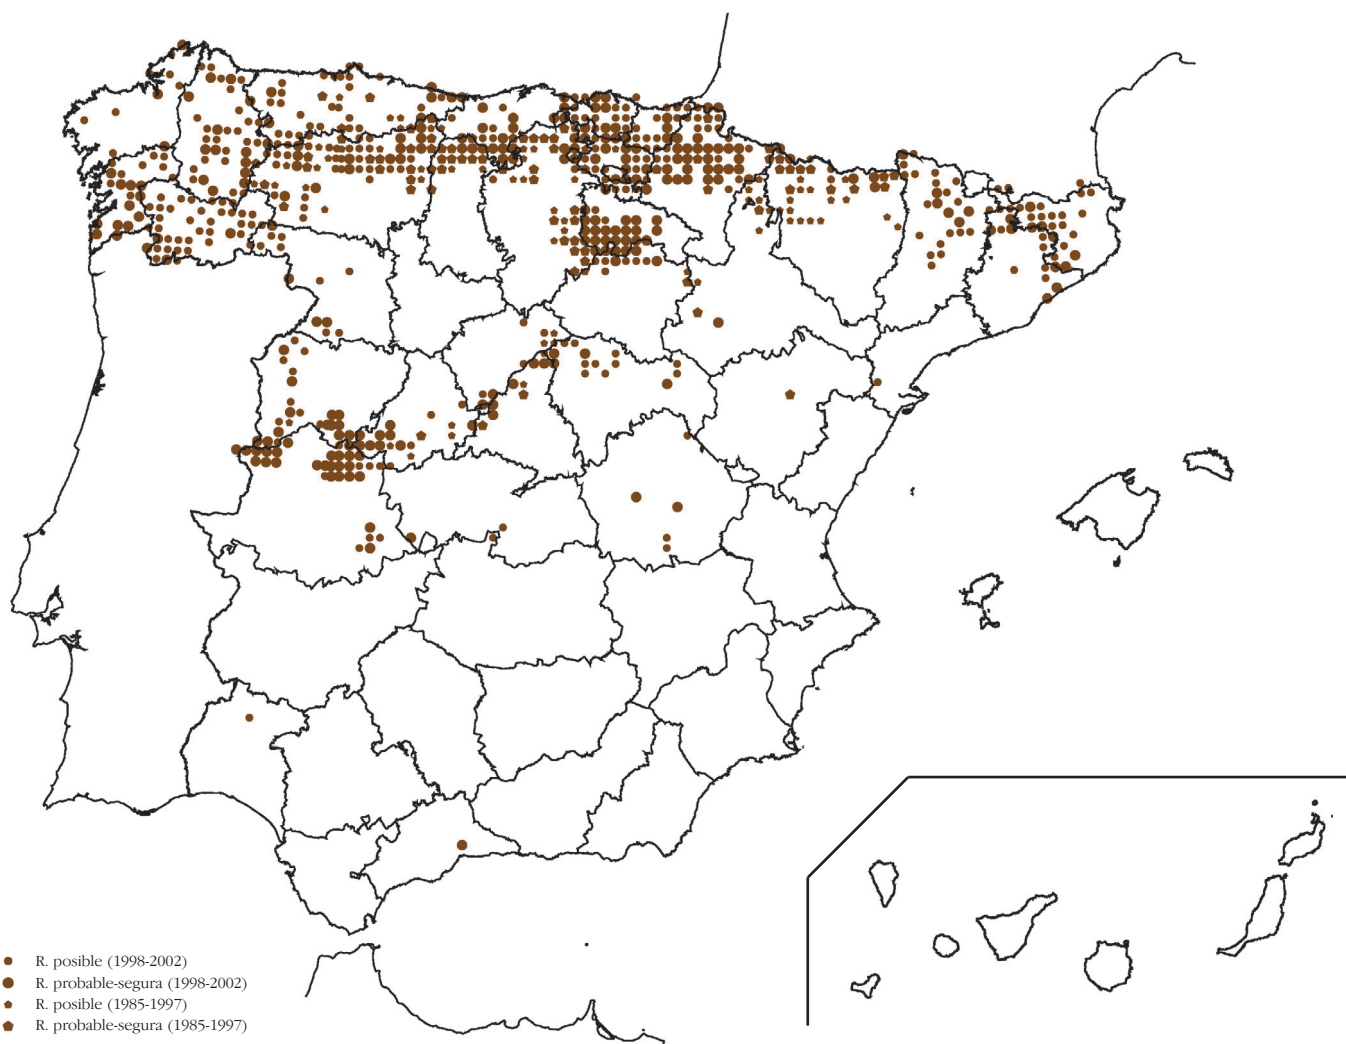 R. posible (1998-2002)
R. probable-segura (1998-2002)
R. posible (1985-1997)
R. probable-segura (1985-1997)